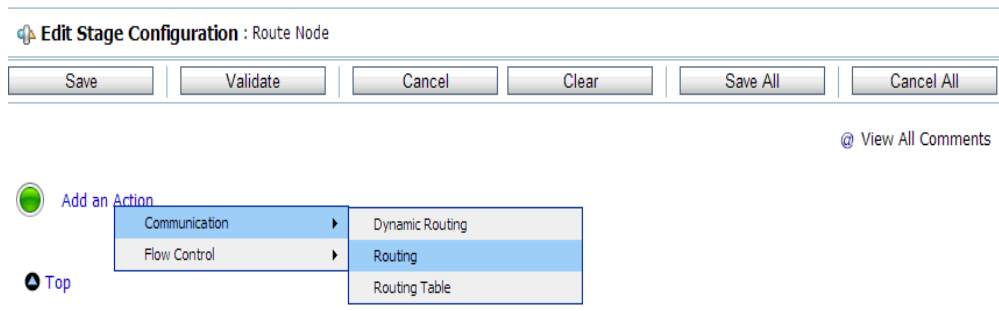 Edit Stage Configuration : Route Node
Save Validate Cancel Clear Save All Cancel All
@ View All Comments
Add an Action
Communication Dynamic Routing
Flow Control Routing
Top Routing Table